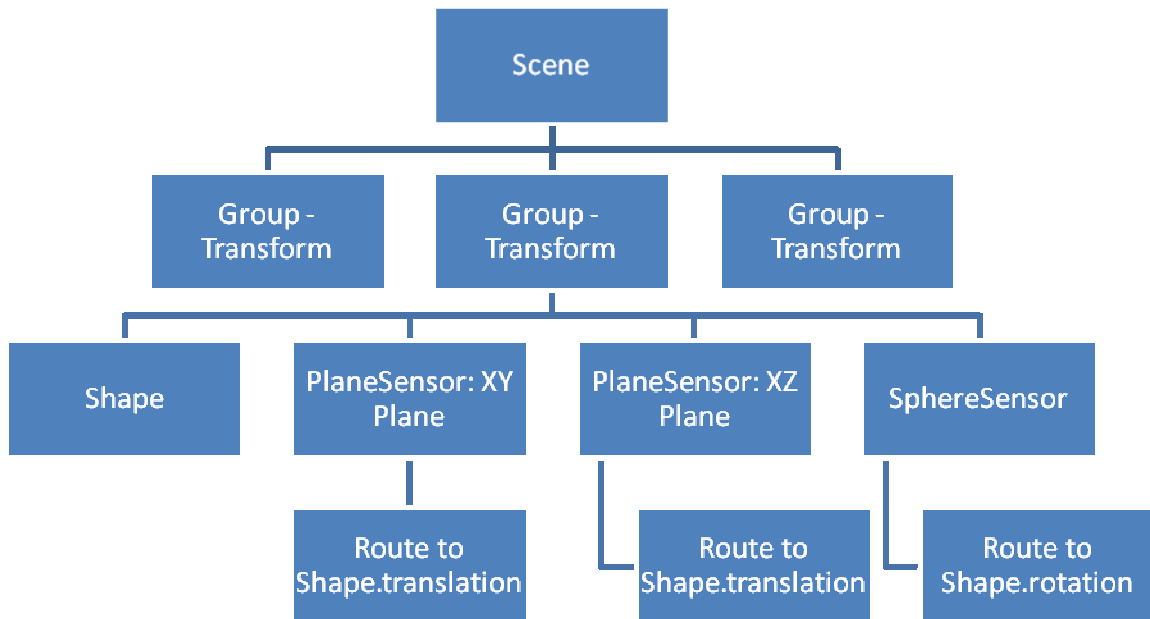 Scene
Group -
Transform
Group -
Transform
Group -
Transform
Shape
PlaneSensor: XY
Plane
PlaneSensor: XZ
Plane
SphereSensor
Route to
Shape.translation
Route to
Shape.translation
Route to
Shape.rotation